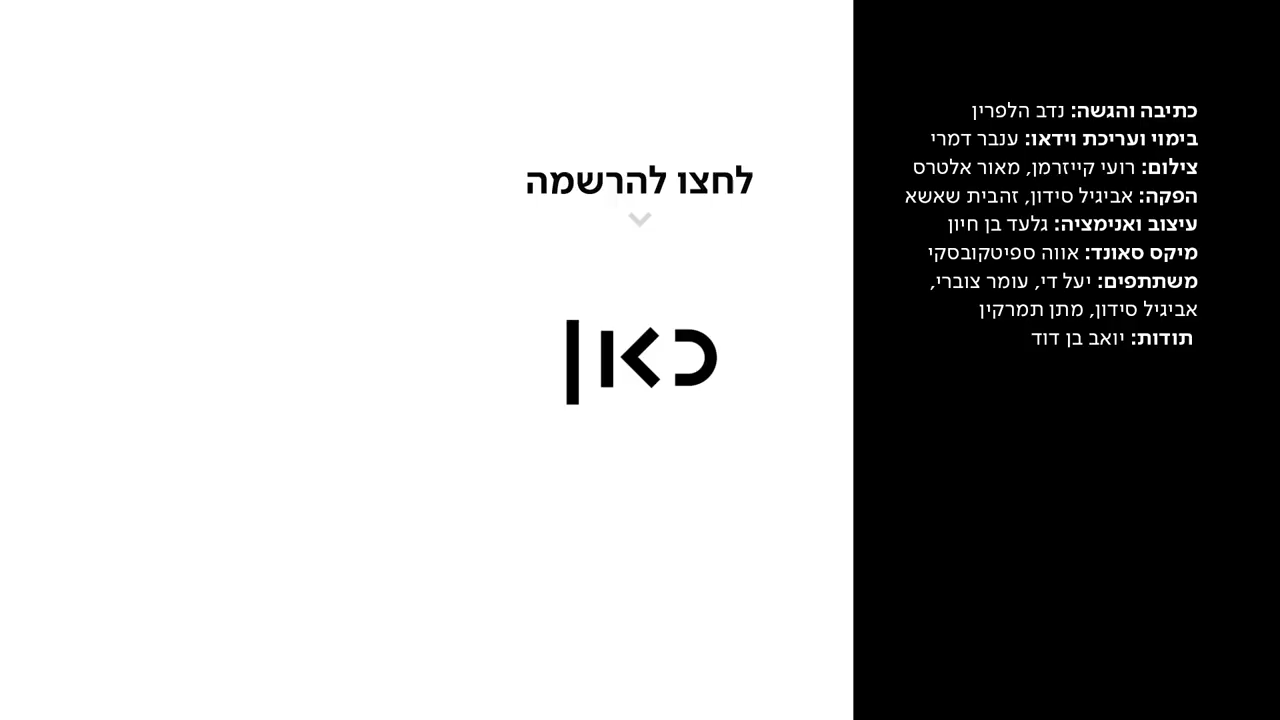 לחצו להרשמה
כאן
כתיבה והגשה: נדב הלפרין
בימוי ועריכת וידאו: ענבר דמרי
צילום: רועי קייזרמן, מאור אלטרס
הפקה: אביגיל סידון, זהבית שאשא
עיצוב ואנימציה: גלעד בן חיון
מיקס סאונד: אווה ספיטקובסקי
משתתפים: יעל די, עומר צוברי,
אביגיל סידון, מתן תמרקין
תודות: יואב בן דוד